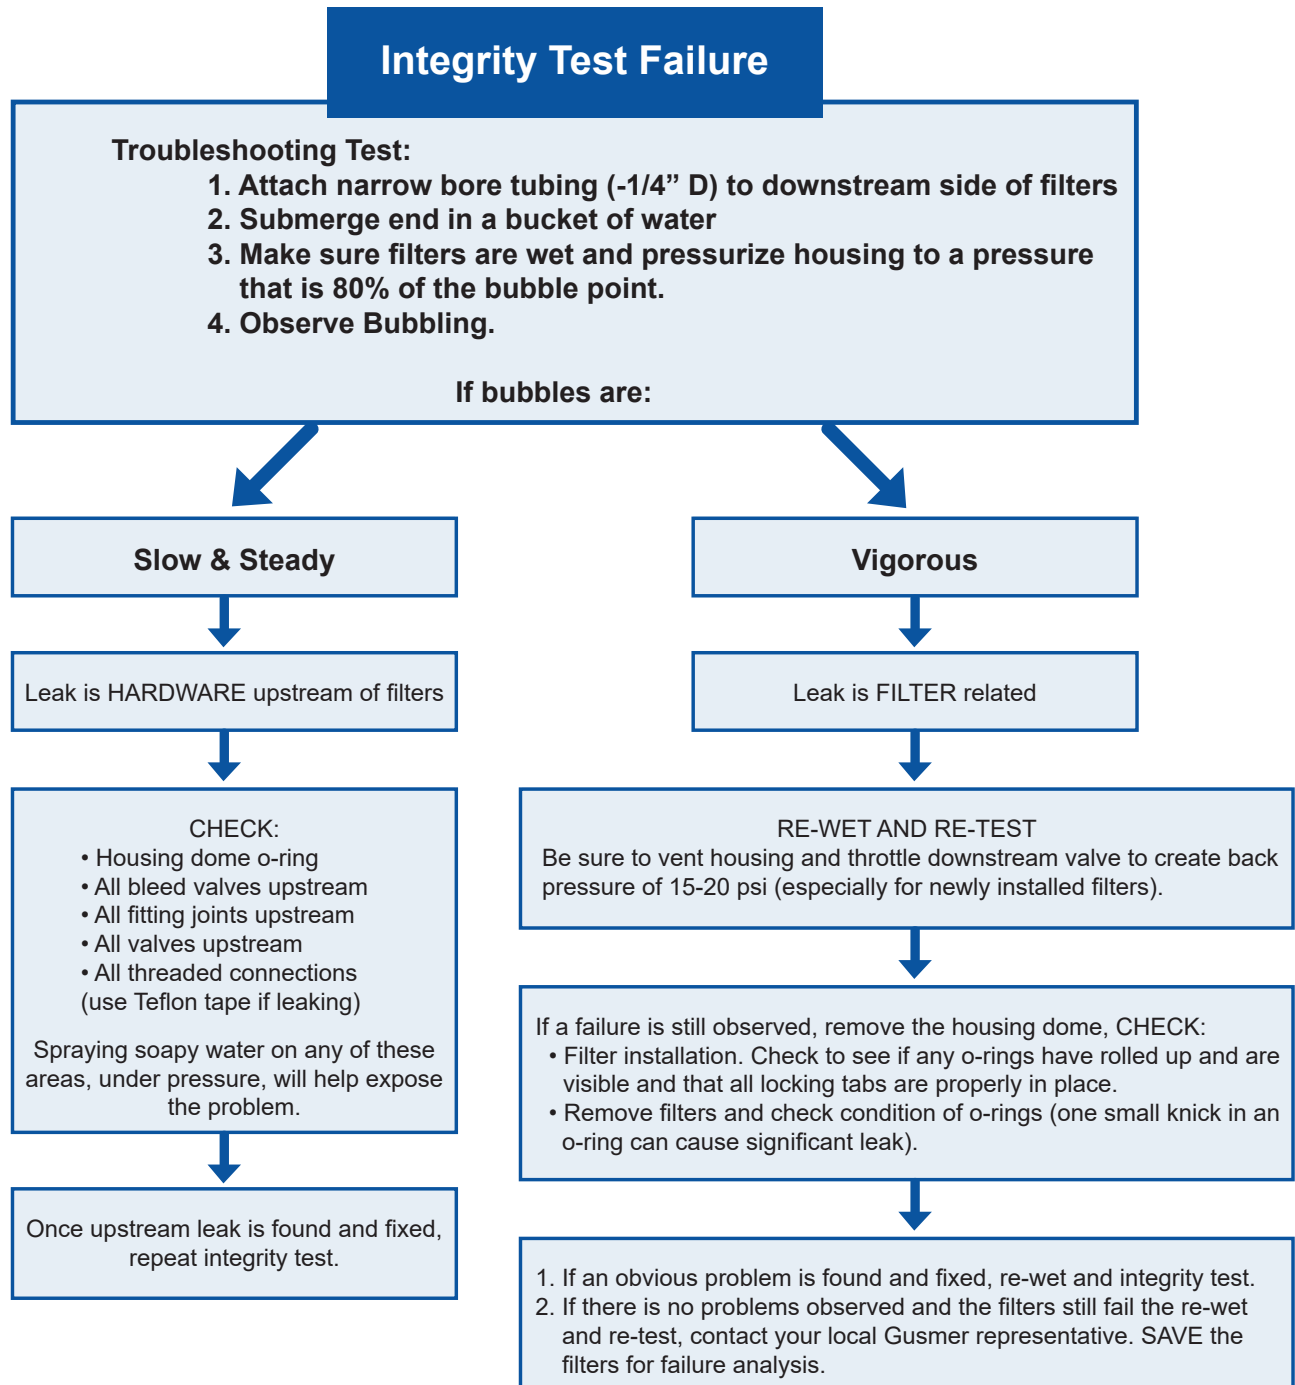 Integrity Test Failure
Troubleshooting Test:
1. Attach narrow bore tubing (-1/4” D) to downstream side of filters
2. Submerge end in a bucket of water
3. Make sure filters are wet and pressurize housing to a pressure
that is 80% of the bubble point.
4. Observe Bubbling.
If bubbles are:
Slow & Steady
Leak is HARDWARE upstream of filters
CHECK:
• Housing dome o-ring
• All bleed valves upstream
• All fitting joints upstream
• All valves upstream
• All threaded connections
(use Teflon tape if leaking)
Spraying soapy water on any of these
areas, under pressure, will help expose
the problem.
Once upstream leak is found and fixed,
repeat integrity test.
Vigorous
Leak is FILTER related
RE-WET AND RE-TEST
Be sure to vent housing and throttle downstream valve to create back
pressure of 15-20 psi (especially for newly installed filters).
If a failure is still observed, remove the housing dome, CHECK:
• Filter installation. Check to see if any o-rings have rolled up and are
visible and that all locking tabs are properly in place.
• Remove filters and check condition of o-rings (one small knick in an
o-ring can cause significant leak).
1. If an obvious problem is found and fixed, re-wet and integrity test.
2. If there is no problems observed and the filters still fail the re-wet
and re-test, contact your local Gusmer representative. SAVE the
filters for failure analysis.